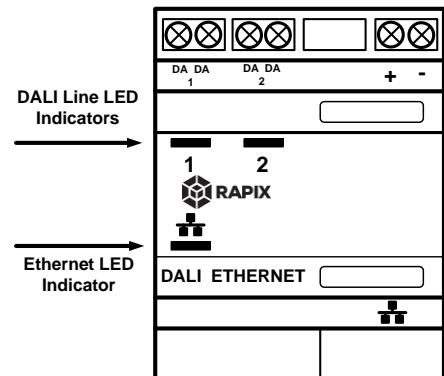 DA DA
1
DA DA
2
+ -
DALI Line LED
Indicators
1 2
RAPIX
Ethernet LED
Indicator
DALI ETHERNET